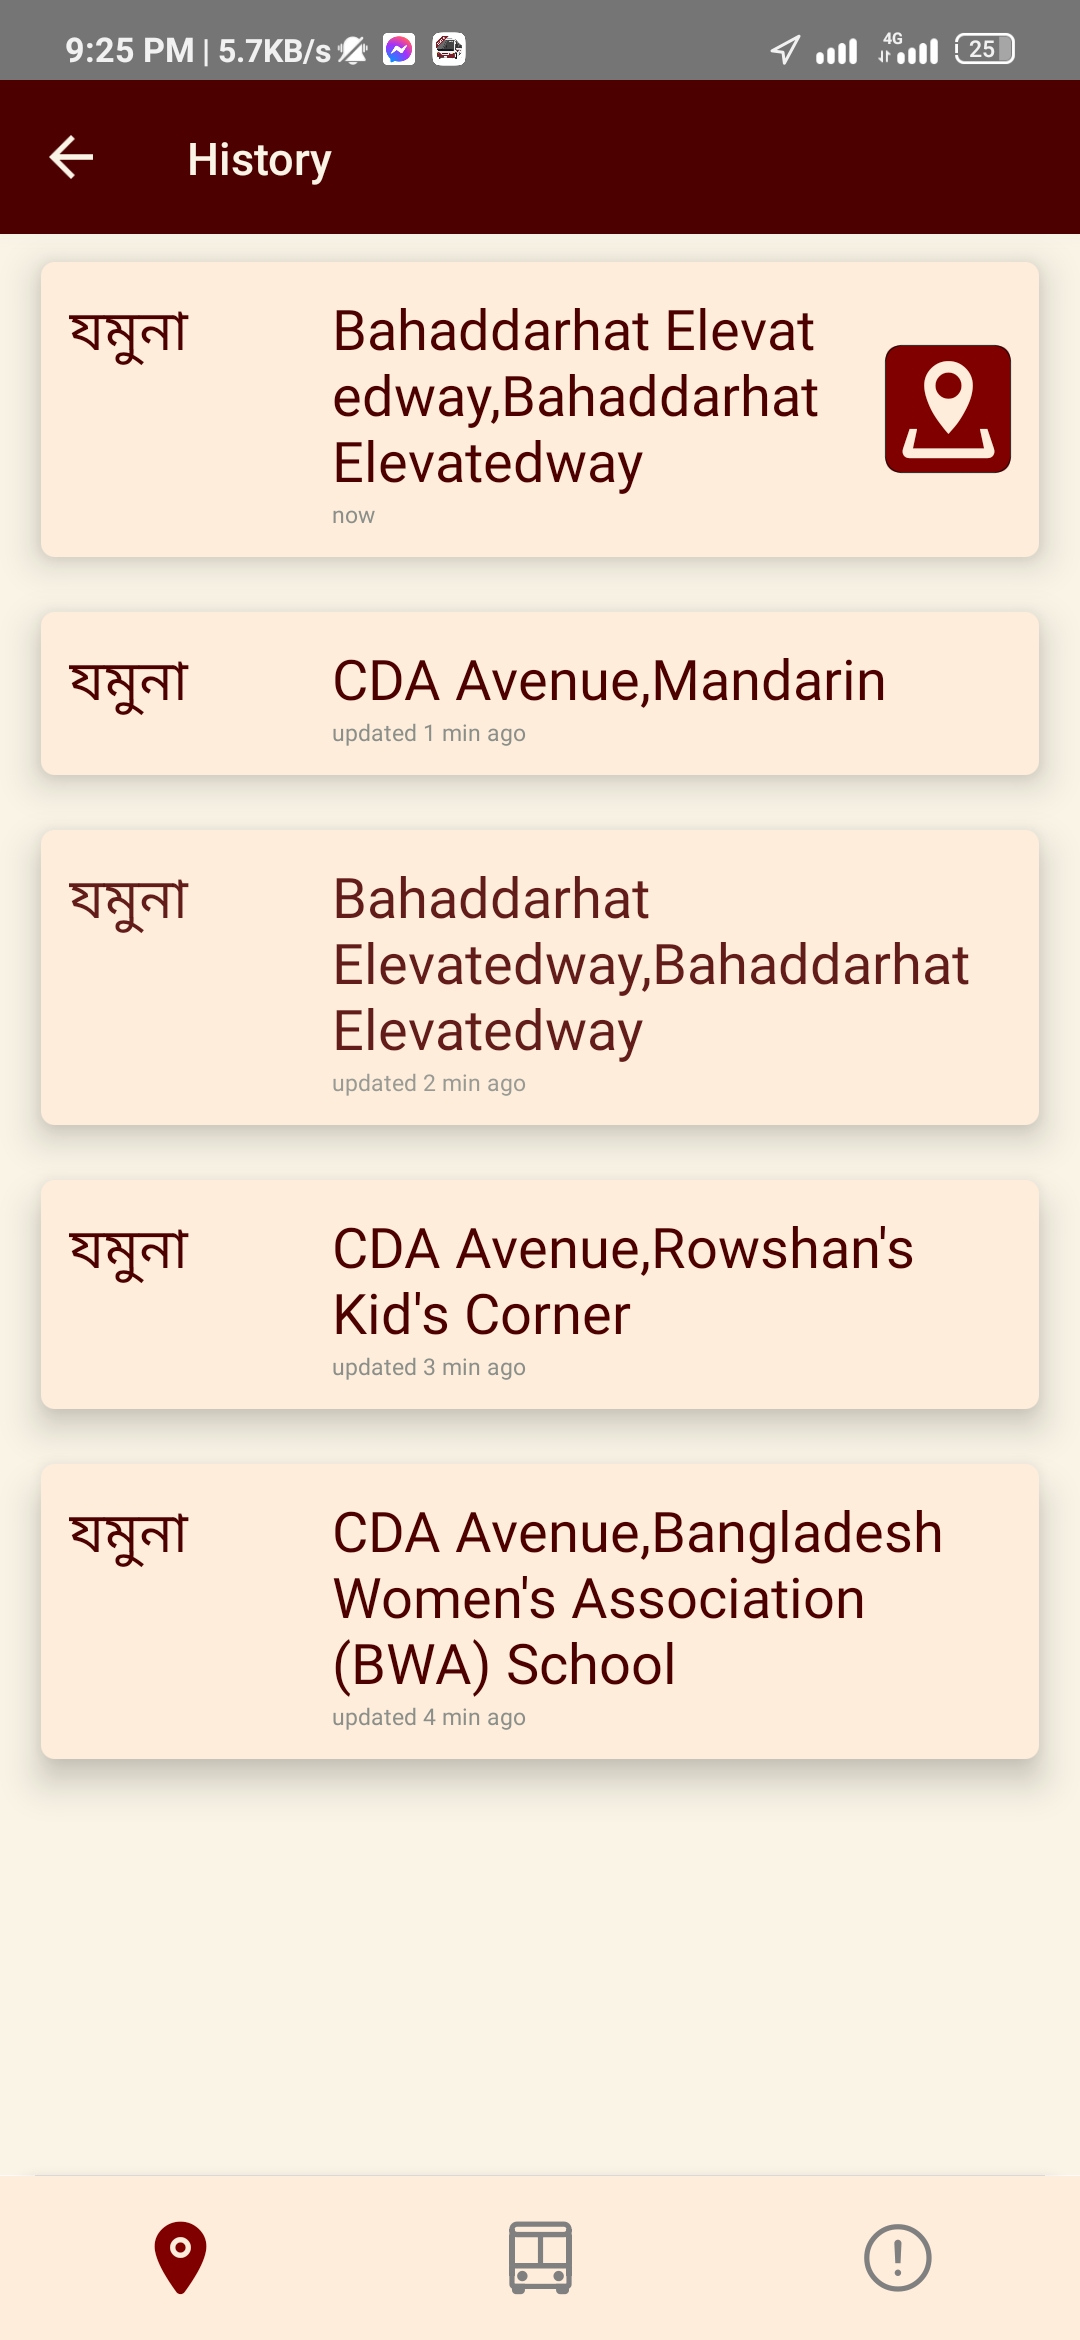 9:25 PM | 5.7KB/s 4G 25
History
যমুনা
Bahaddarhat Elevat
edway,Bahaddarhat
Elevatedway
now
যমুনা
CDA Avenue,Mandarin
updated 1 min ago
যমুনা
Bahaddarhat
Elevatedway,Bahaddarhat
Elevatedway
updated 2 min ago
যমুনা
CDA Avenue,Rowshan's
Kid's Corner
updated 3 min ago
যমুনা
CDA Avenue,Bangladesh
Women's Association
(BWA) School
updated 4 min ago